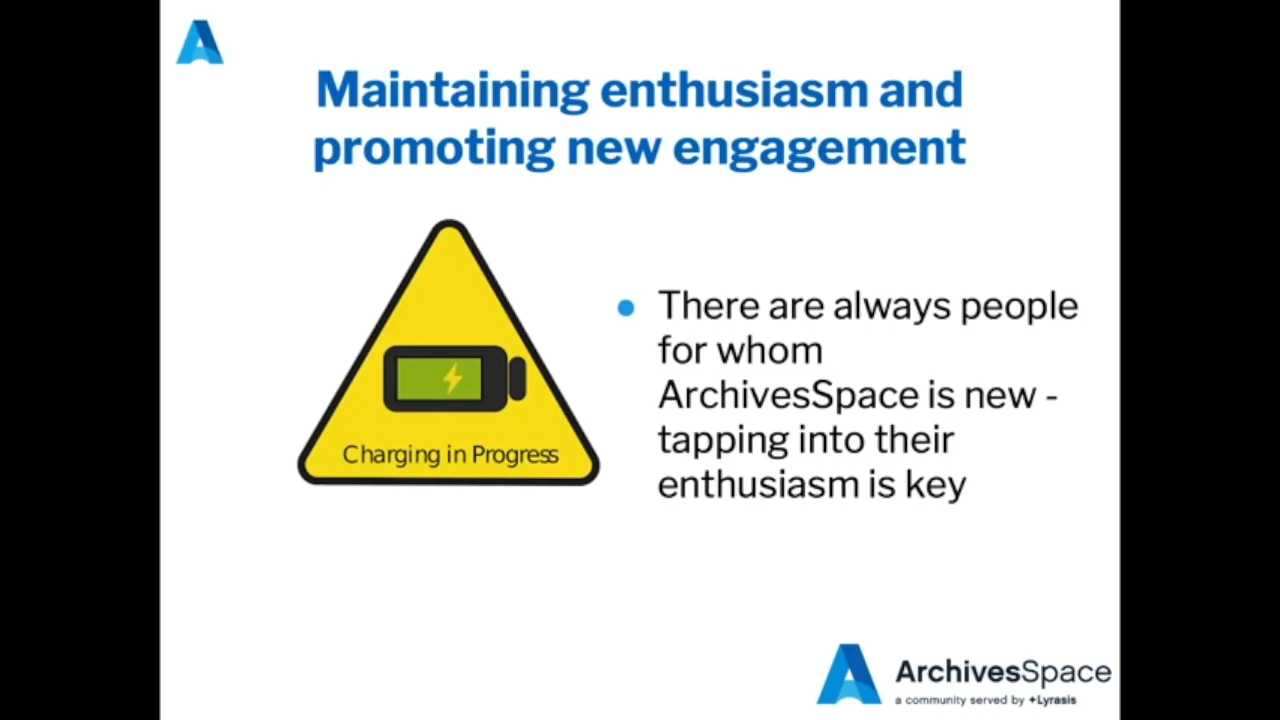 Maintaining enthusiasm and
promoting new engagement
Charging in Progress
There are always people
for whom
ArchivesSpace is new -
tapping into their
enthusiasm is key
ArchivesSpace
a community served by +Lyrasis